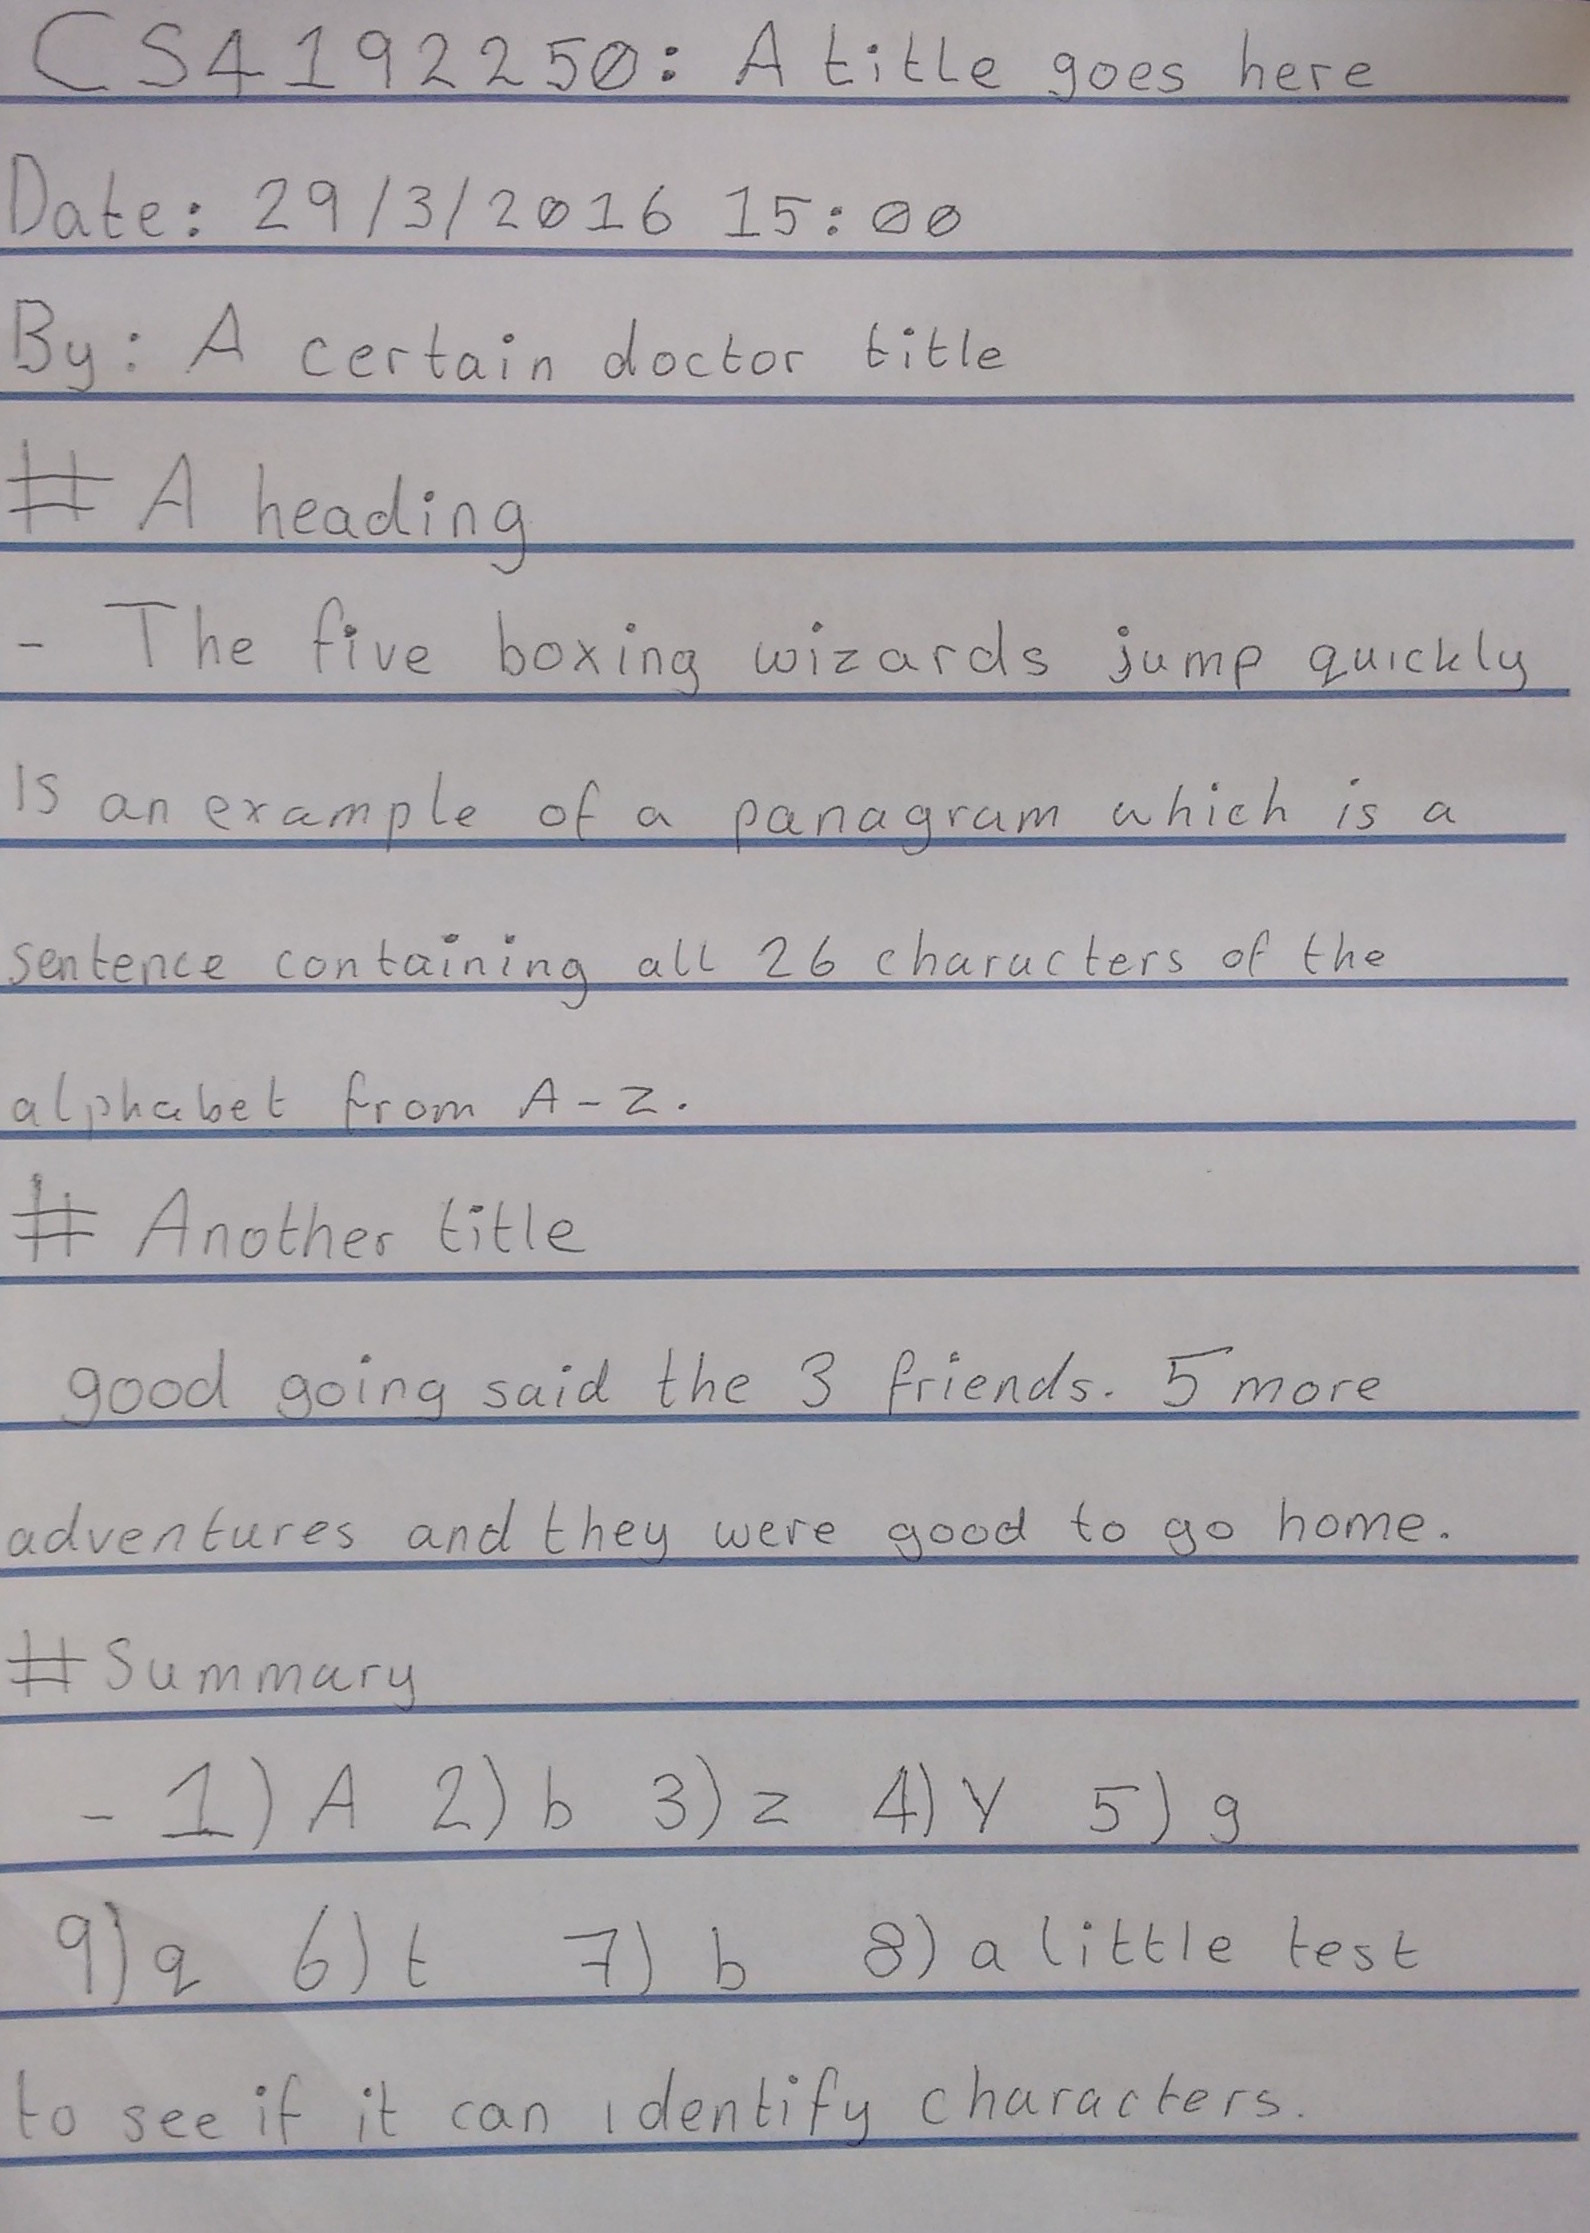 CS4192250: A title goes here
Date: 29/3/2016 15:00
By: A certain doctor title
# A heading
- The five boxing wizards jump quickly
is an example of a panagram which is a
sentence containing all 26 characters of the
alphabet from A-Z.
# Another title
good going said the 3 friends. 5 more
adventures and they were good to go home.
# Summary
- 1) A 2) b 3) z 4) Y 5) g
9) q 6) t 7) b 8) a little test
to see if it can identify characters.